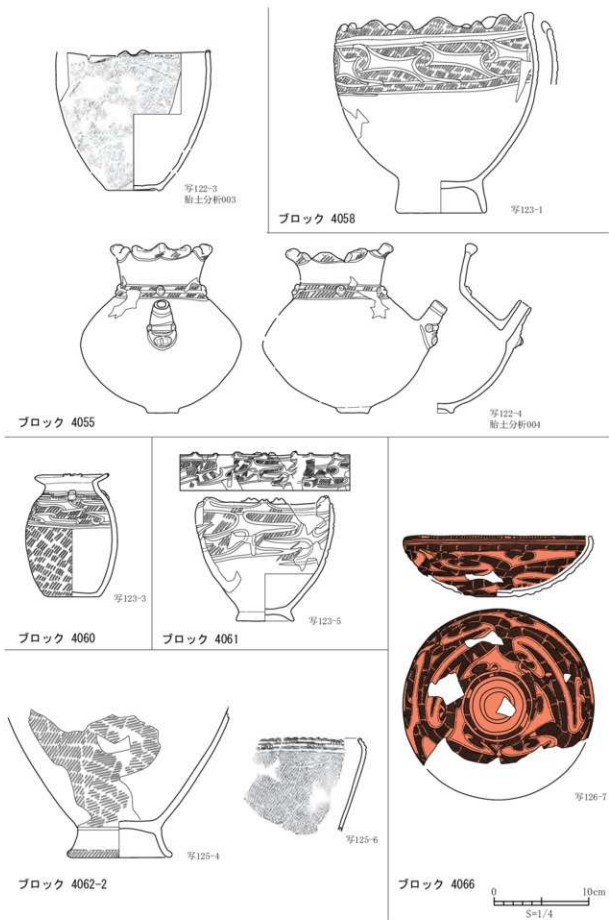 写122-3
胎土分析003
写123-1
ブロック 4058
ブロック 4055
写122-4
胎土分析004
写123-3
ブロック 4060
写123-5
ブロック 4061
写126-7
写125-4
写125-6
ブロック 4062-2
ブロック 4066
0 10cm
S=1/4